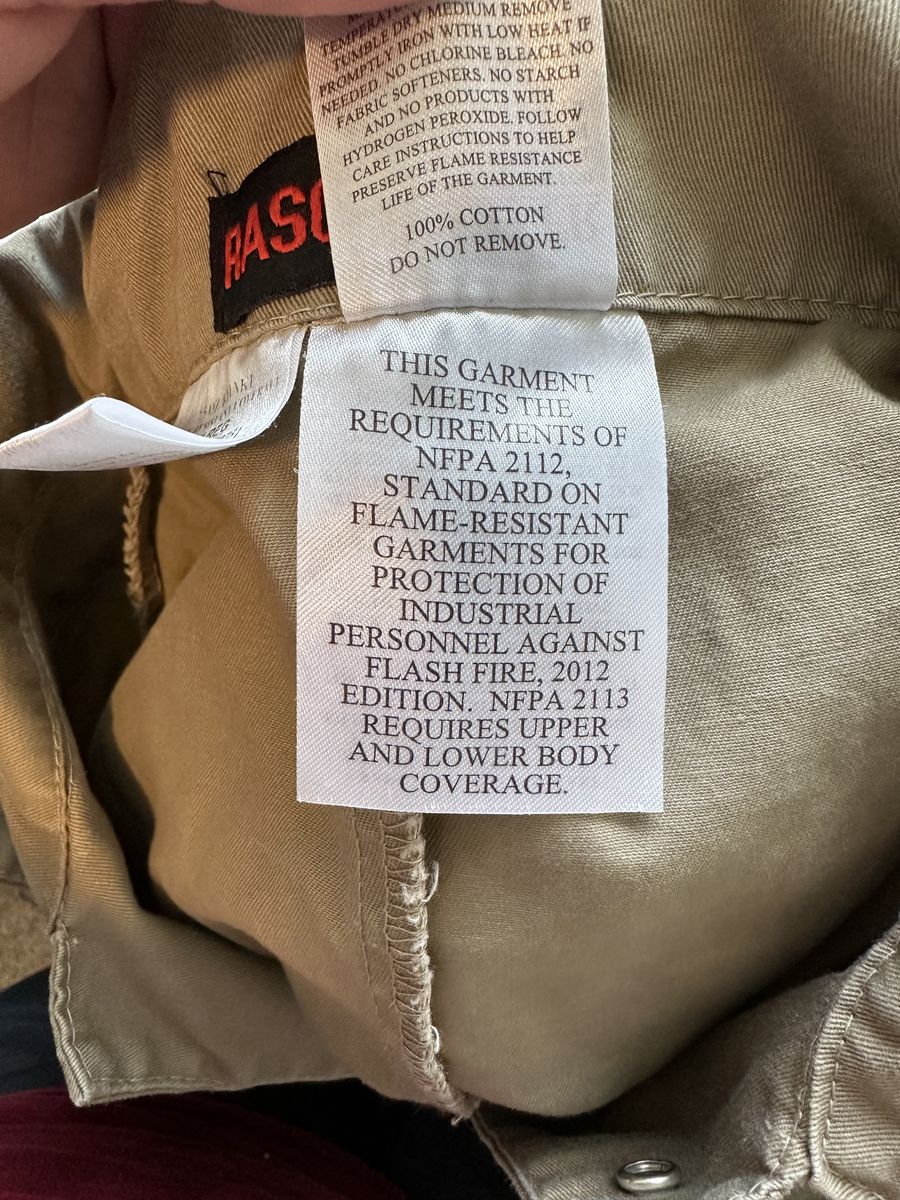 MEDIUM REMOVE
TUMBLE DRY MEDIUM REMOVE
PROMPTLY IRON WITH LOW HEAT IF
NEEDED. NO CHLORINE BLEACH. NO
FABRIC SOFTENERS. NO STARCH
AND NO PRODUCTS WITH
HYDROGEN PEROXIDE. FOLLOW
CARE INSTRUCTIONS TO HELP
PRESERVE FLAME RESISTANCE
LIFE OF THE GARMENT.
100% COTTON
DO NOT REMOVE.
RASC
THIS GARMENT
MEETS THE
REQUIREMENTS OF
NFPA 2112,
STANDARD ON
FLAME-RESISTANT
GARMENTS FOR
PROTECTION OF
INDUSTRIAL
PERSONNEL AGAINST
FLASH FIRE, 2012
EDITION. NFPA 2113
REQUIRES UPPER
AND LOWER BODY
COVERAGE.